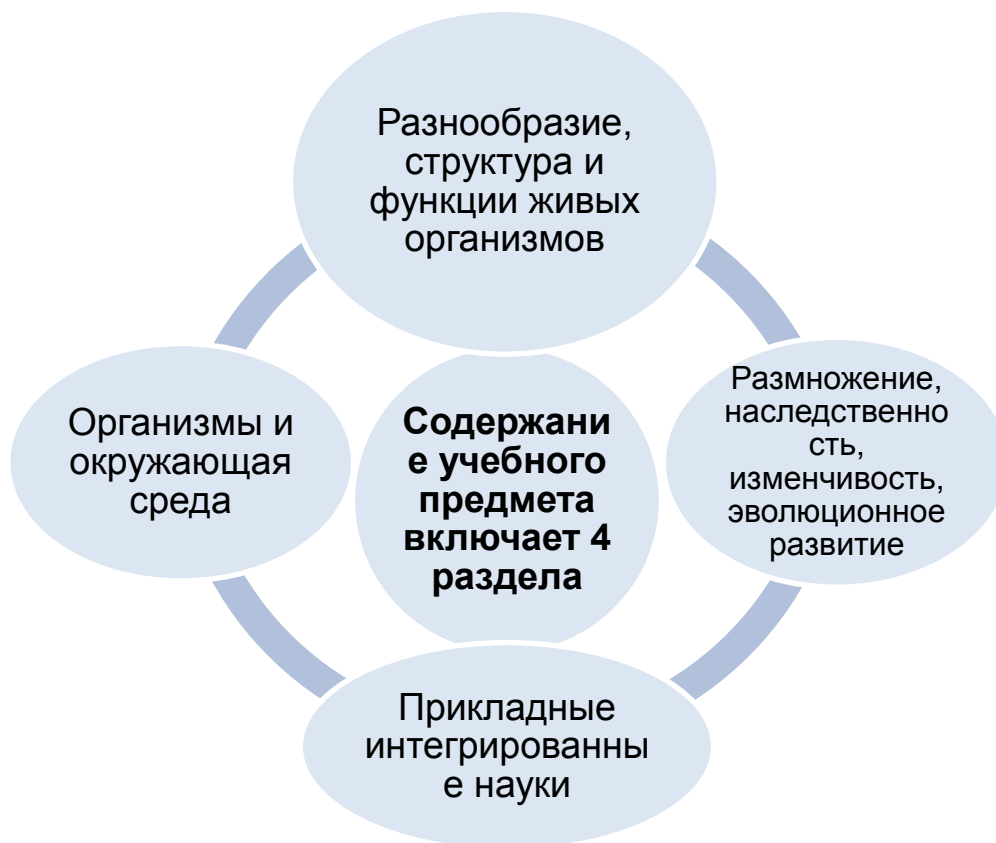 Разнообразие,
структура и
функции живых
организмов
Организмы и
окружающая
среда
Содержани
е учебного
предмета
включает 4
раздела
Размножение,
наследственно
сть,
изменчивость,
эволюционное
развитие
Прикладные
интегрированны
е науки